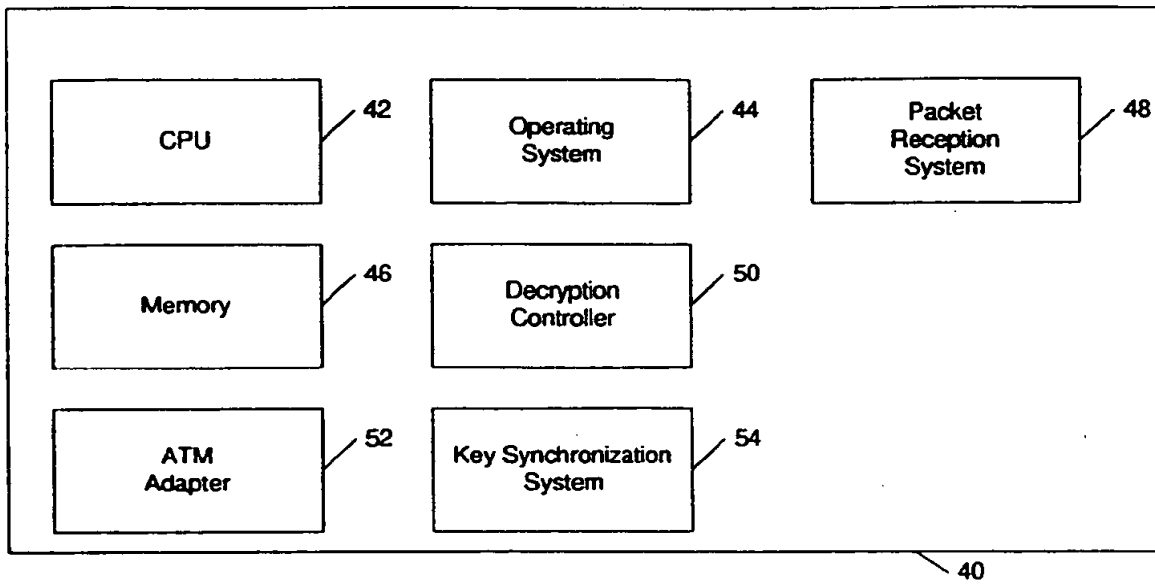 CPU
42
Operating
System
44
Packet
Reception
System
48
Memory
46
Decryption
Controller
50
ATM
Adapter
52
Key Synchronization
System
54
40